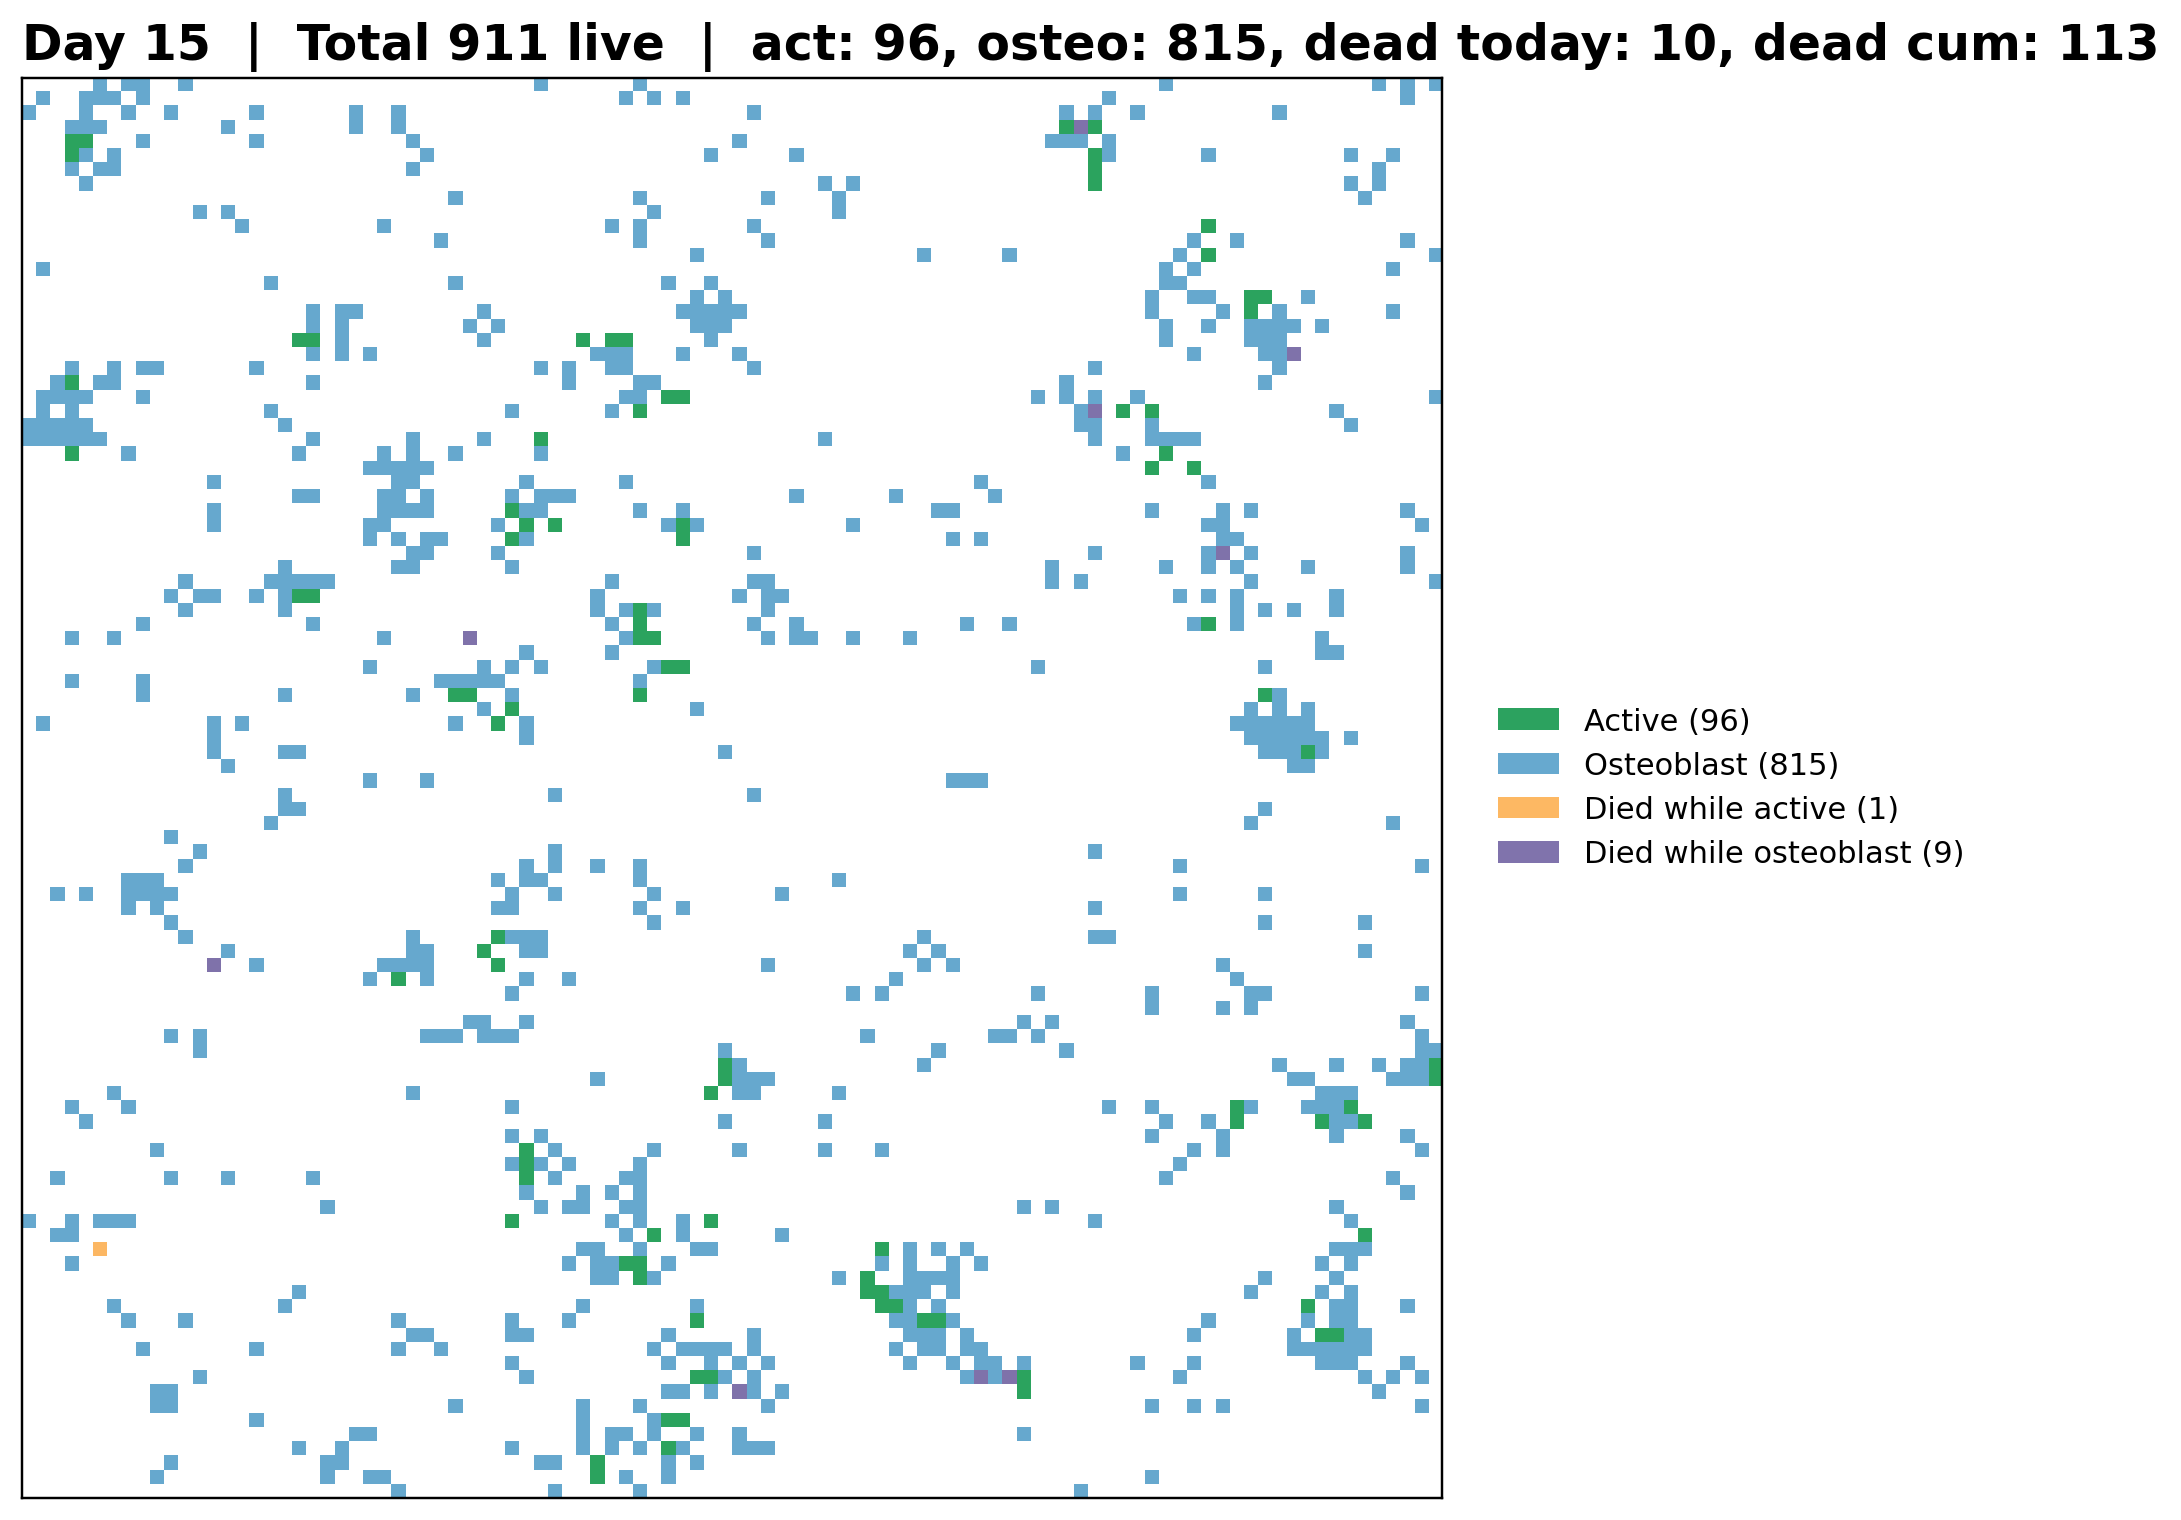 Day 15 | Total 911 live | act: 96, osteo: 815, dead today: 10, dead cum: 113
Active (96)
Osteoblast (815)
Died while active (1)
Died while osteoblast (9)